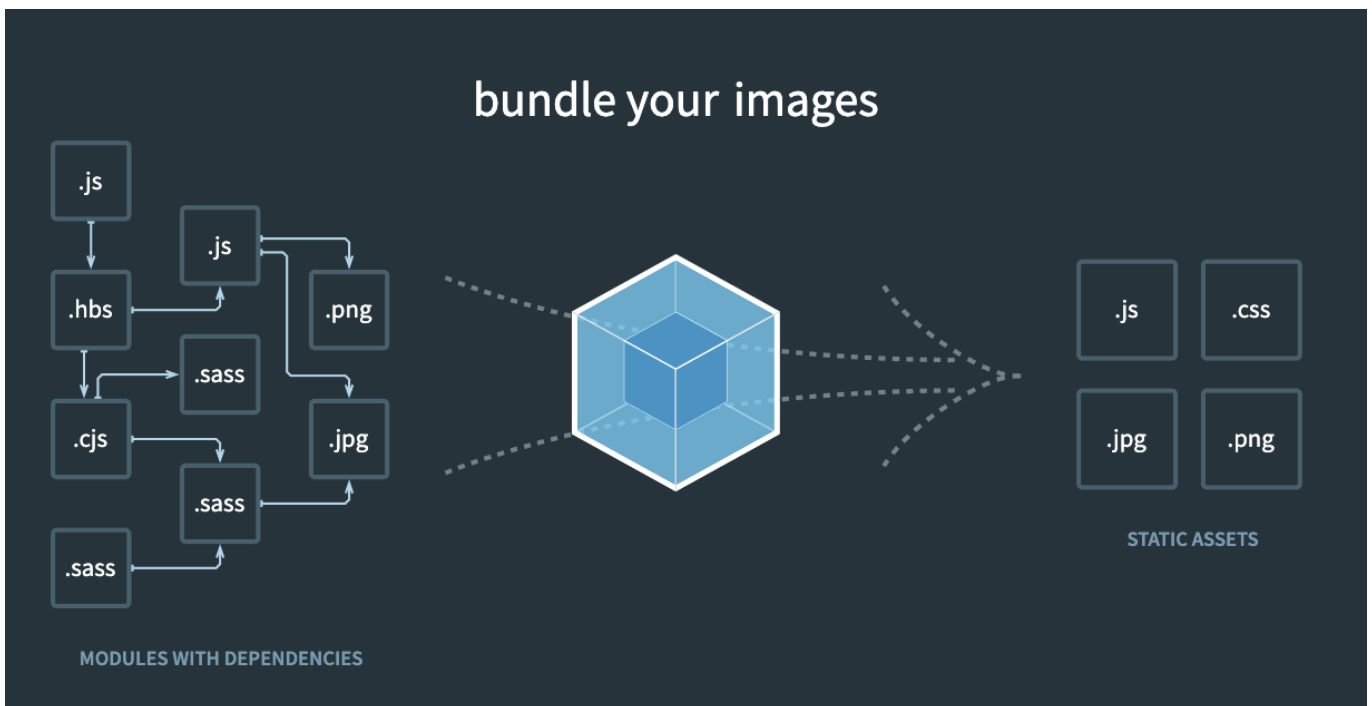 bundle your images
.js
.js
.hbs
.png
.sass
.cjs
.jpg
.sass
.sass
MODULES WITH DEPENDENCIES
.js
.css
.jpg
.png
STATIC ASSETS